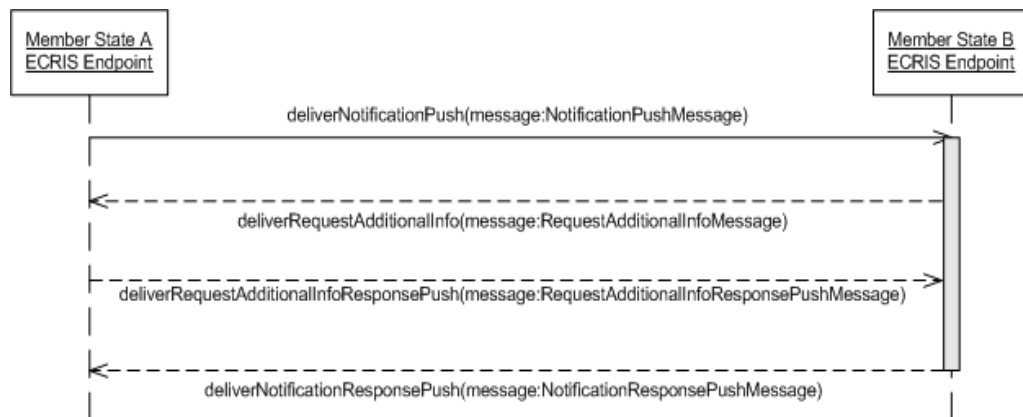 Member State A
ECRIS Endpoint
Member State B
ECRIS Endpoint
deliverNotificationPush(message:NotificationPushMessage)
deliverRequestAdditionalInfo(message:RequestAdditionalInfoMessage)
deliverRequestAdditionalInfoResponsePush(message:RequestAdditionalInfoResponsePushMessage)
deliverNotificationResponsePush(message:NotificationResponsePushMessage)